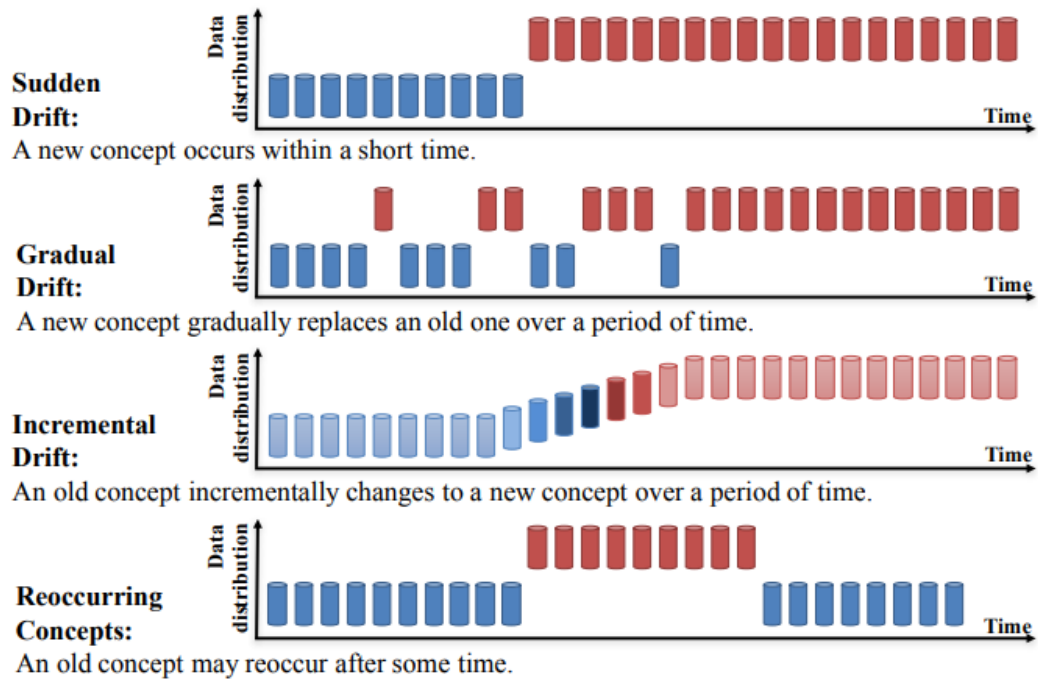 Data
distribution
Sudden
Drift:
Time
A new concept occurs within a short time.
Data
distribution
Gradual
Drift:
Time
A new concept gradually replaces an old one over a period of time.
Data
distribution
Incremental
Drift:
Time
An old concept incrementally changes to a new concept over a period of time.
Data
distribution
Reoccurring
Concepts:
Time
An old concept may reoccur after some time.